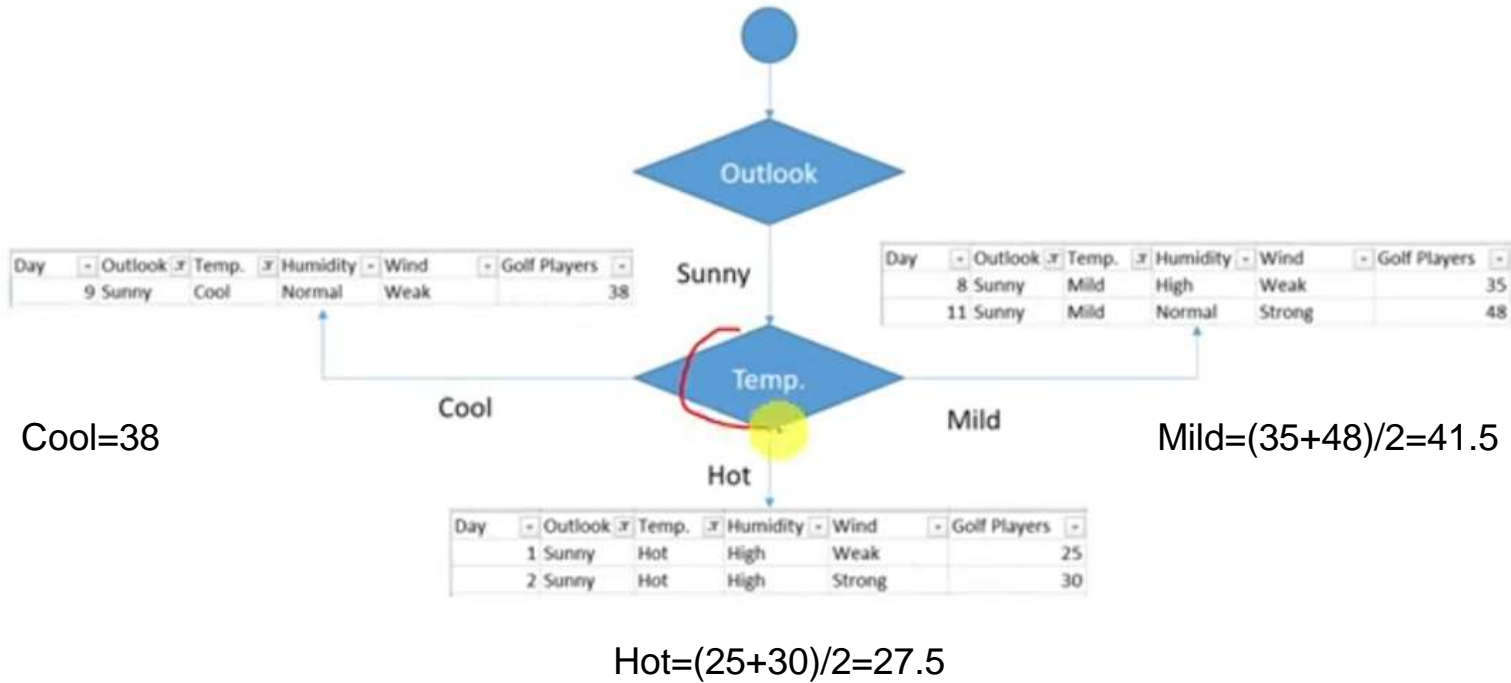 Outlook
Sunny
Day Outlook Temp. Humidity Wind Golf Players
9 Sunny Cool Normal Weak 38
Day Outlook Temp. Humidity Wind Golf Players
8 Sunny Mild High Weak 35
11 Sunny Mild Normal Strong 48
Temp.
Cool
Mild
Cool=38
Mild=(35+48)/2=41.5
Hot
Day Outlook Temp. Humidity Wind Golf Players
1 Sunny Hot High Weak 25
2 Sunny Hot High Strong 30
Hot=(25+30)/2=27.5